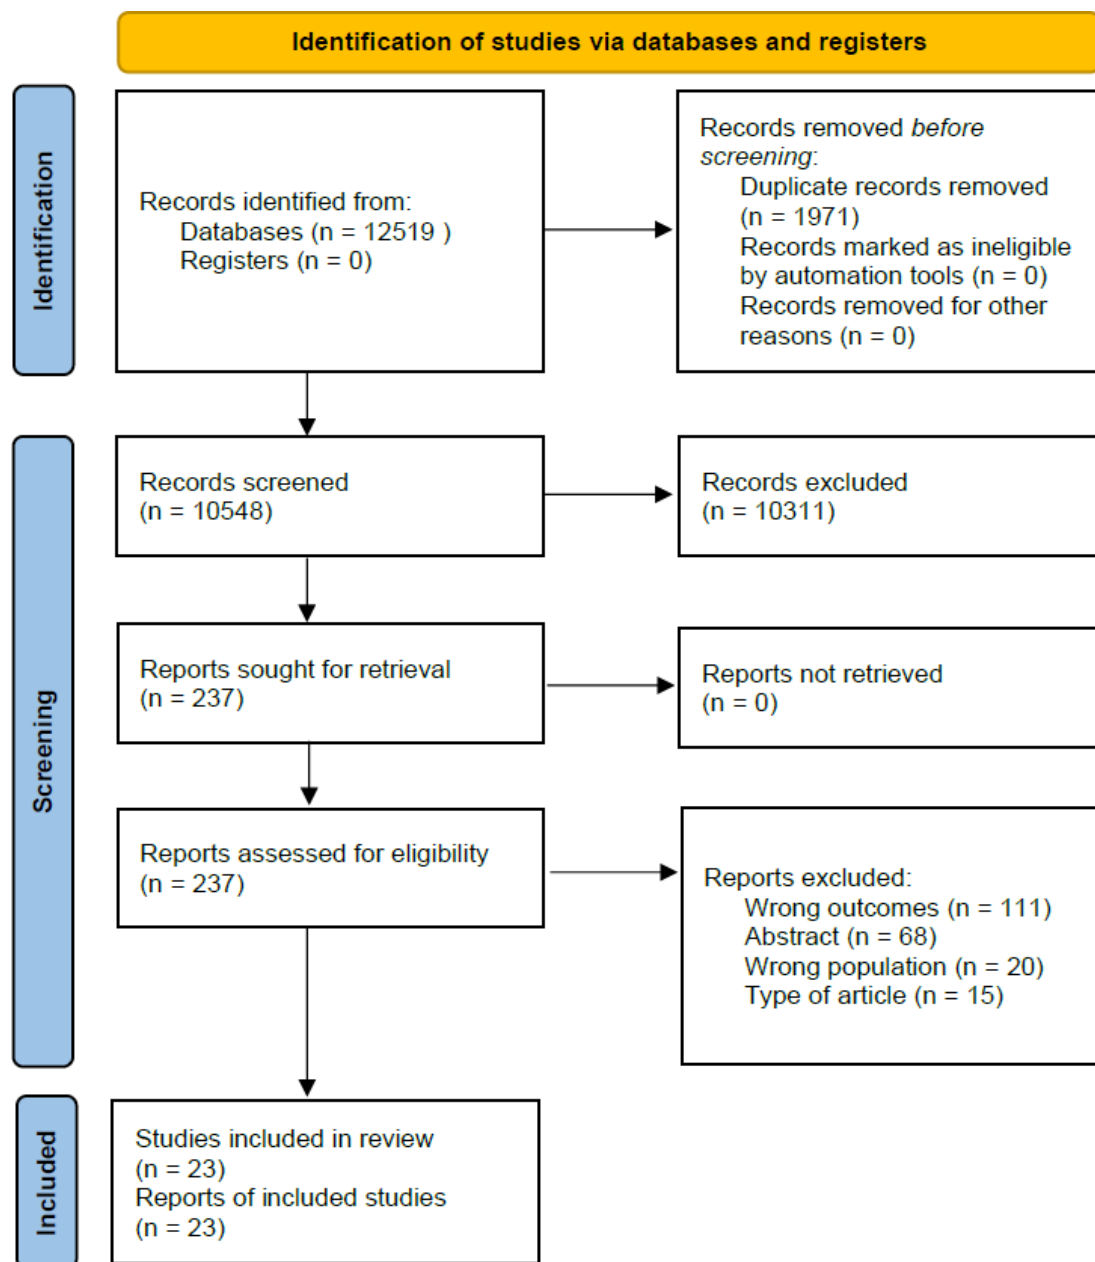 Identification of studies via databases and registers
Identification
Records identified from:
Databases (n = 12519 )
Registers (n = 0)
Records removed before
screening:
Duplicate records removed
(n = 1971)
Records marked as ineligible
by automation tools (n = 0)
Records removed for other
reasons (n = 0)
Screening
Records screened
(n = 10548)
Records excluded
(n = 10311)
Reports sought for retrieval
(n = 237)
Reports not retrieved
(n = 0)
Reports assessed for eligibility
(n = 237)
Reports excluded:
Wrong outcomes (n = 111)
Abstract (n = 68)
Wrong population (n = 20)
Type of article (n = 15)
Included
Studies included in review
(n = 23)
Reports of included studies
(n = 23)